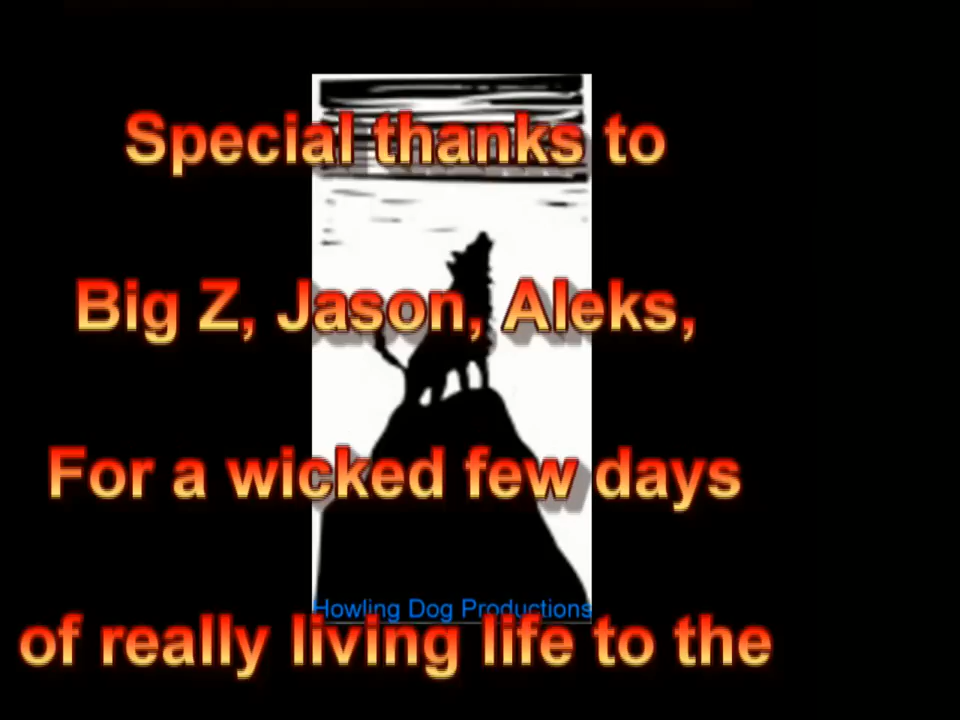 Special thanks to
Big Z, Jason, Aleks,
For a wicked few days
Howling Dog Productions
of really living life to the